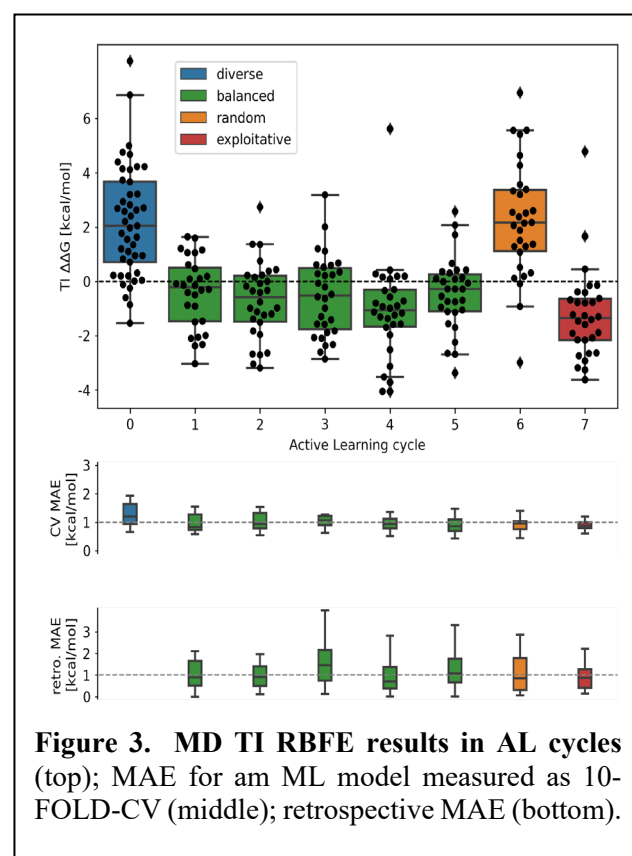 diverse
balanced
random
exploitative
TI ΔΔG [kcal/mol]
6
4
2
0
-2
-4
0 1 2 3 4 5 6 7
Active Learning cycle
CV MAE
[kcal/mol]
3
2
1
0
retro. MAE
[kcal/mol]
3
2
1
0
Figure 3. MD TI RBFE results in AL cycles
(top); MAE for am ML model measured as 10-
FOLD-CV (middle); retrospective MAE (bottom).